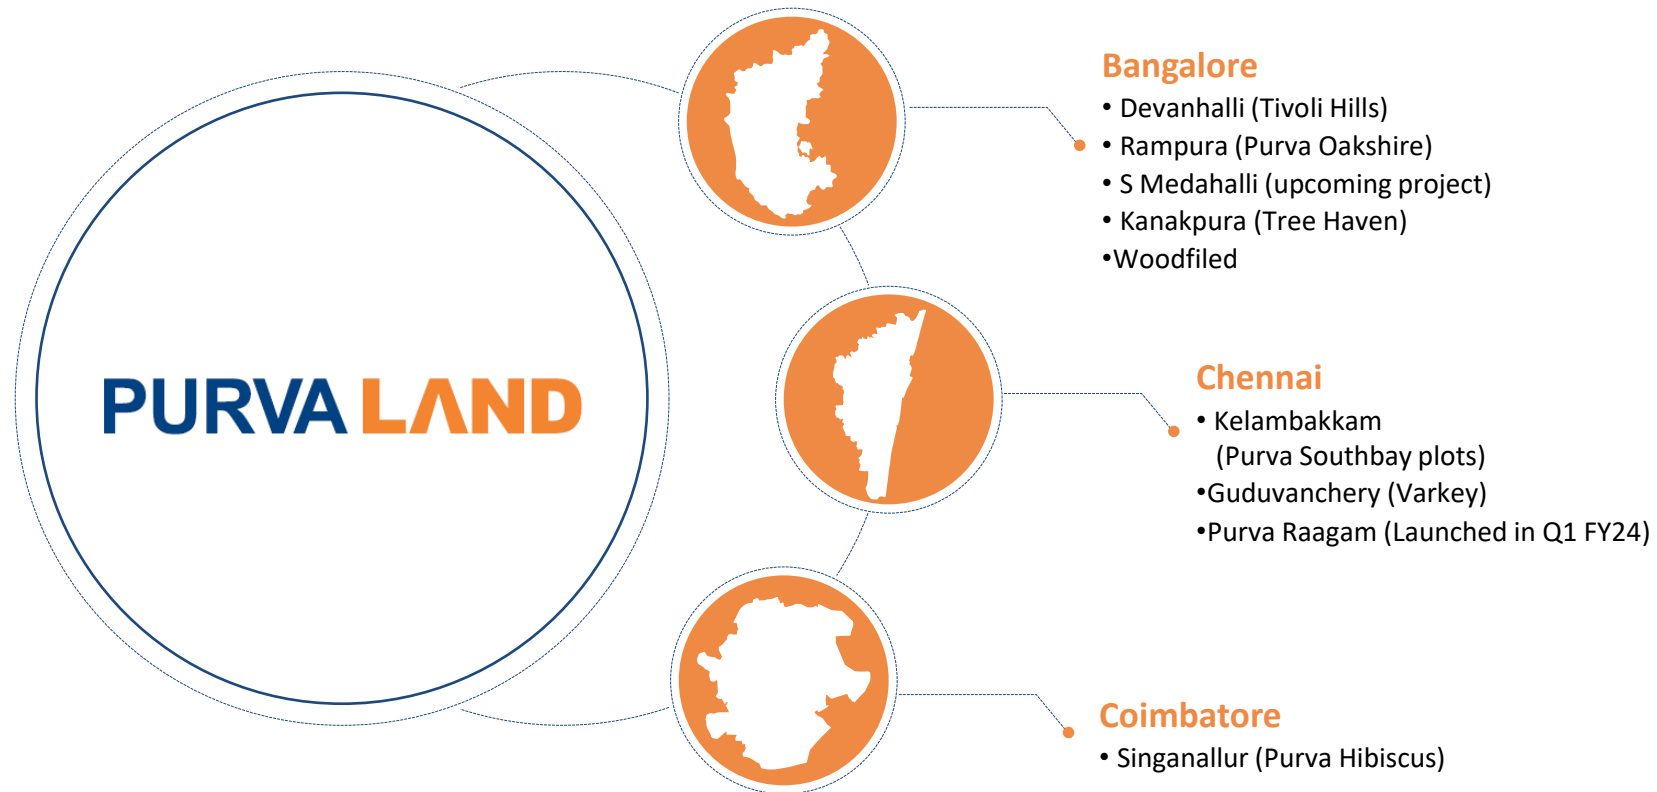 PURVA LAND
Bangalore
• Devanhalli (Tivoli Hills)
• Rampura (Purva Oakshire)
• S Medahalli (upcoming project)
• Kanakpura (Tree Haven)
•Woodfiled
Chennai
• Kelambakkam
(Purva Southbay plots)
•Guduvanchery (Varkey)
•Purva Raagam (Launched in Q1 FY24)
Coimbatore
• Singanallur (Purva Hibiscus)